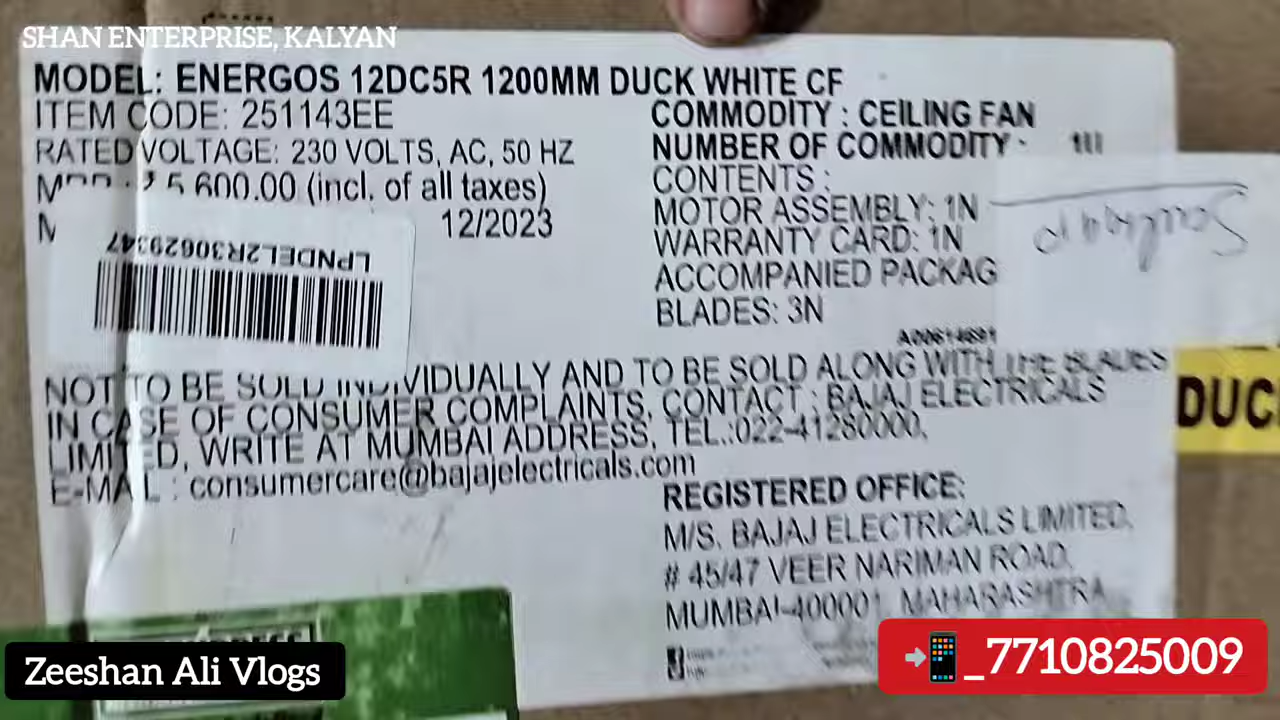 SHAN ENTERPRISE, KALYAN
MODEL: ENERGOS 12DC5R 1200MM DUCK WHITE CF
ITEM CODE: 251143EE
RATED VOLTAGE: 230 VOLTS, AC, 50 HZ
5,600.00 (incl. of all taxes)
12/2023
LPNDEL2R30629347
COMMODITY : CEILING FAN
NUMBER OF COMMODITY :
CONTENTS :
MOTOR ASSEMBLY: 1N
WARRANTY CARD: 1N
ACCOMPANIED PACKAG
BLADES: 3N
A00614691
NOT TO BE SOLD INDIVIDUALLY AND TO BE SOLD ALONG WITH THE BLADES
IN CASE OF CONSUMER COMPLAINTS, CONTACT : BAJAJ ELECTRICALS
LIMITED, WRITE AT MUMBAI ADDRESS, TEL.:022-41280000,
E-MAIL : consumercare@bajajelectricals.com
REGISTERED OFFICE:
M/S. BAJAJ ELECTRICALS LIMITED,
# 45/47 VEER NARIMAN ROAD,
MUMBAI-400001, MAHARASHTRA
DUC
Zeeshan Ali Vlogs
_7710825009